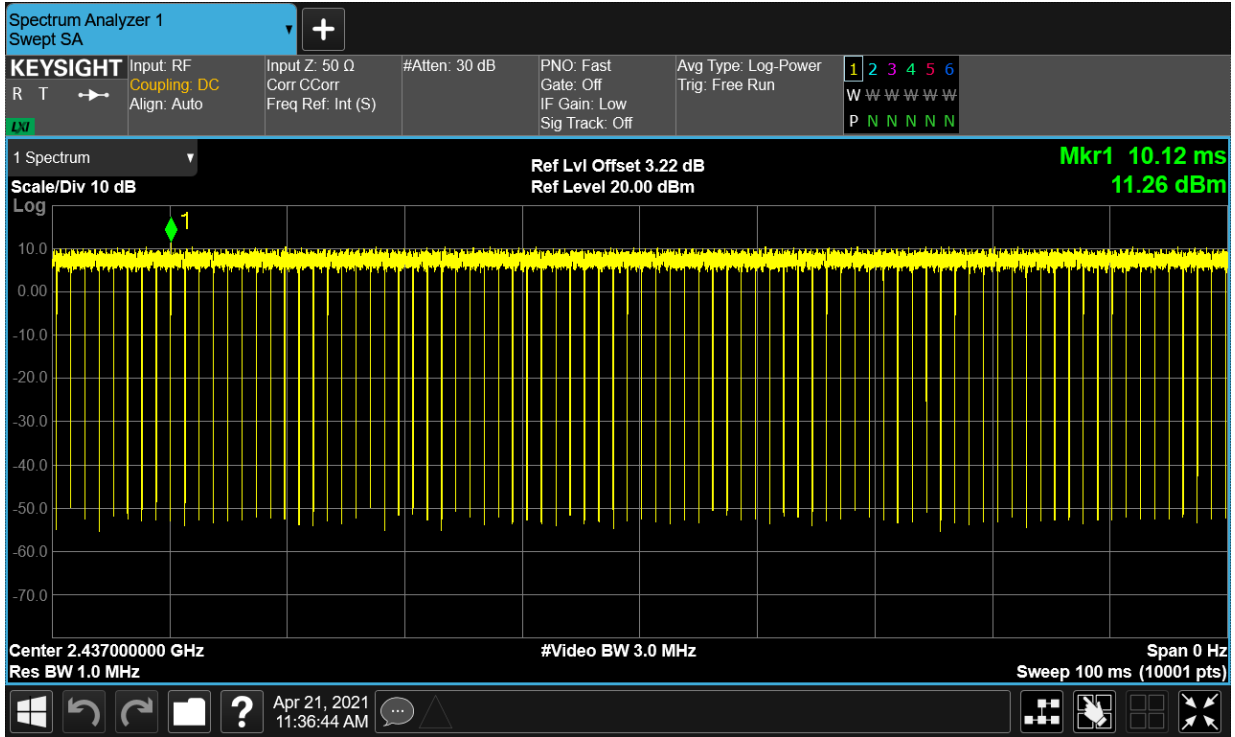 Spectrum Analyzer 1
Swept SA
KEYSIGHT
R T
LXI
Input: RF
Coupling: DC
Align: Auto
Input Z: 50 Ω
Corr CCorr
Freq Ref: Int (S)
#Atten: 30 dB
PNO: Fast
Gate: Off
IF Gain: Low
Sig Track: Off
Avg Type: Log-Power
Trig: Free Run
1 2 3 4 5 6
W W W W W W
P N N N N N
1 Spectrum
Scale/Div 10 dB
Log
Ref Lvl Offset 3.22 dB
Ref Level 20.00 dBm
Mkr1 10.12 ms
11.26 dBm
1
10.0
0.00
-10.0
-20.0
-30.0
-40.0
-50.0
-60.0
-70.0
Center 2.437000000 GHz
Res BW 1.0 MHz
#Video BW 3.0 MHz
Span 0 Hz
Sweep 100 ms (10001 pts)
?
Apr 21, 2021
11:36:44 AM